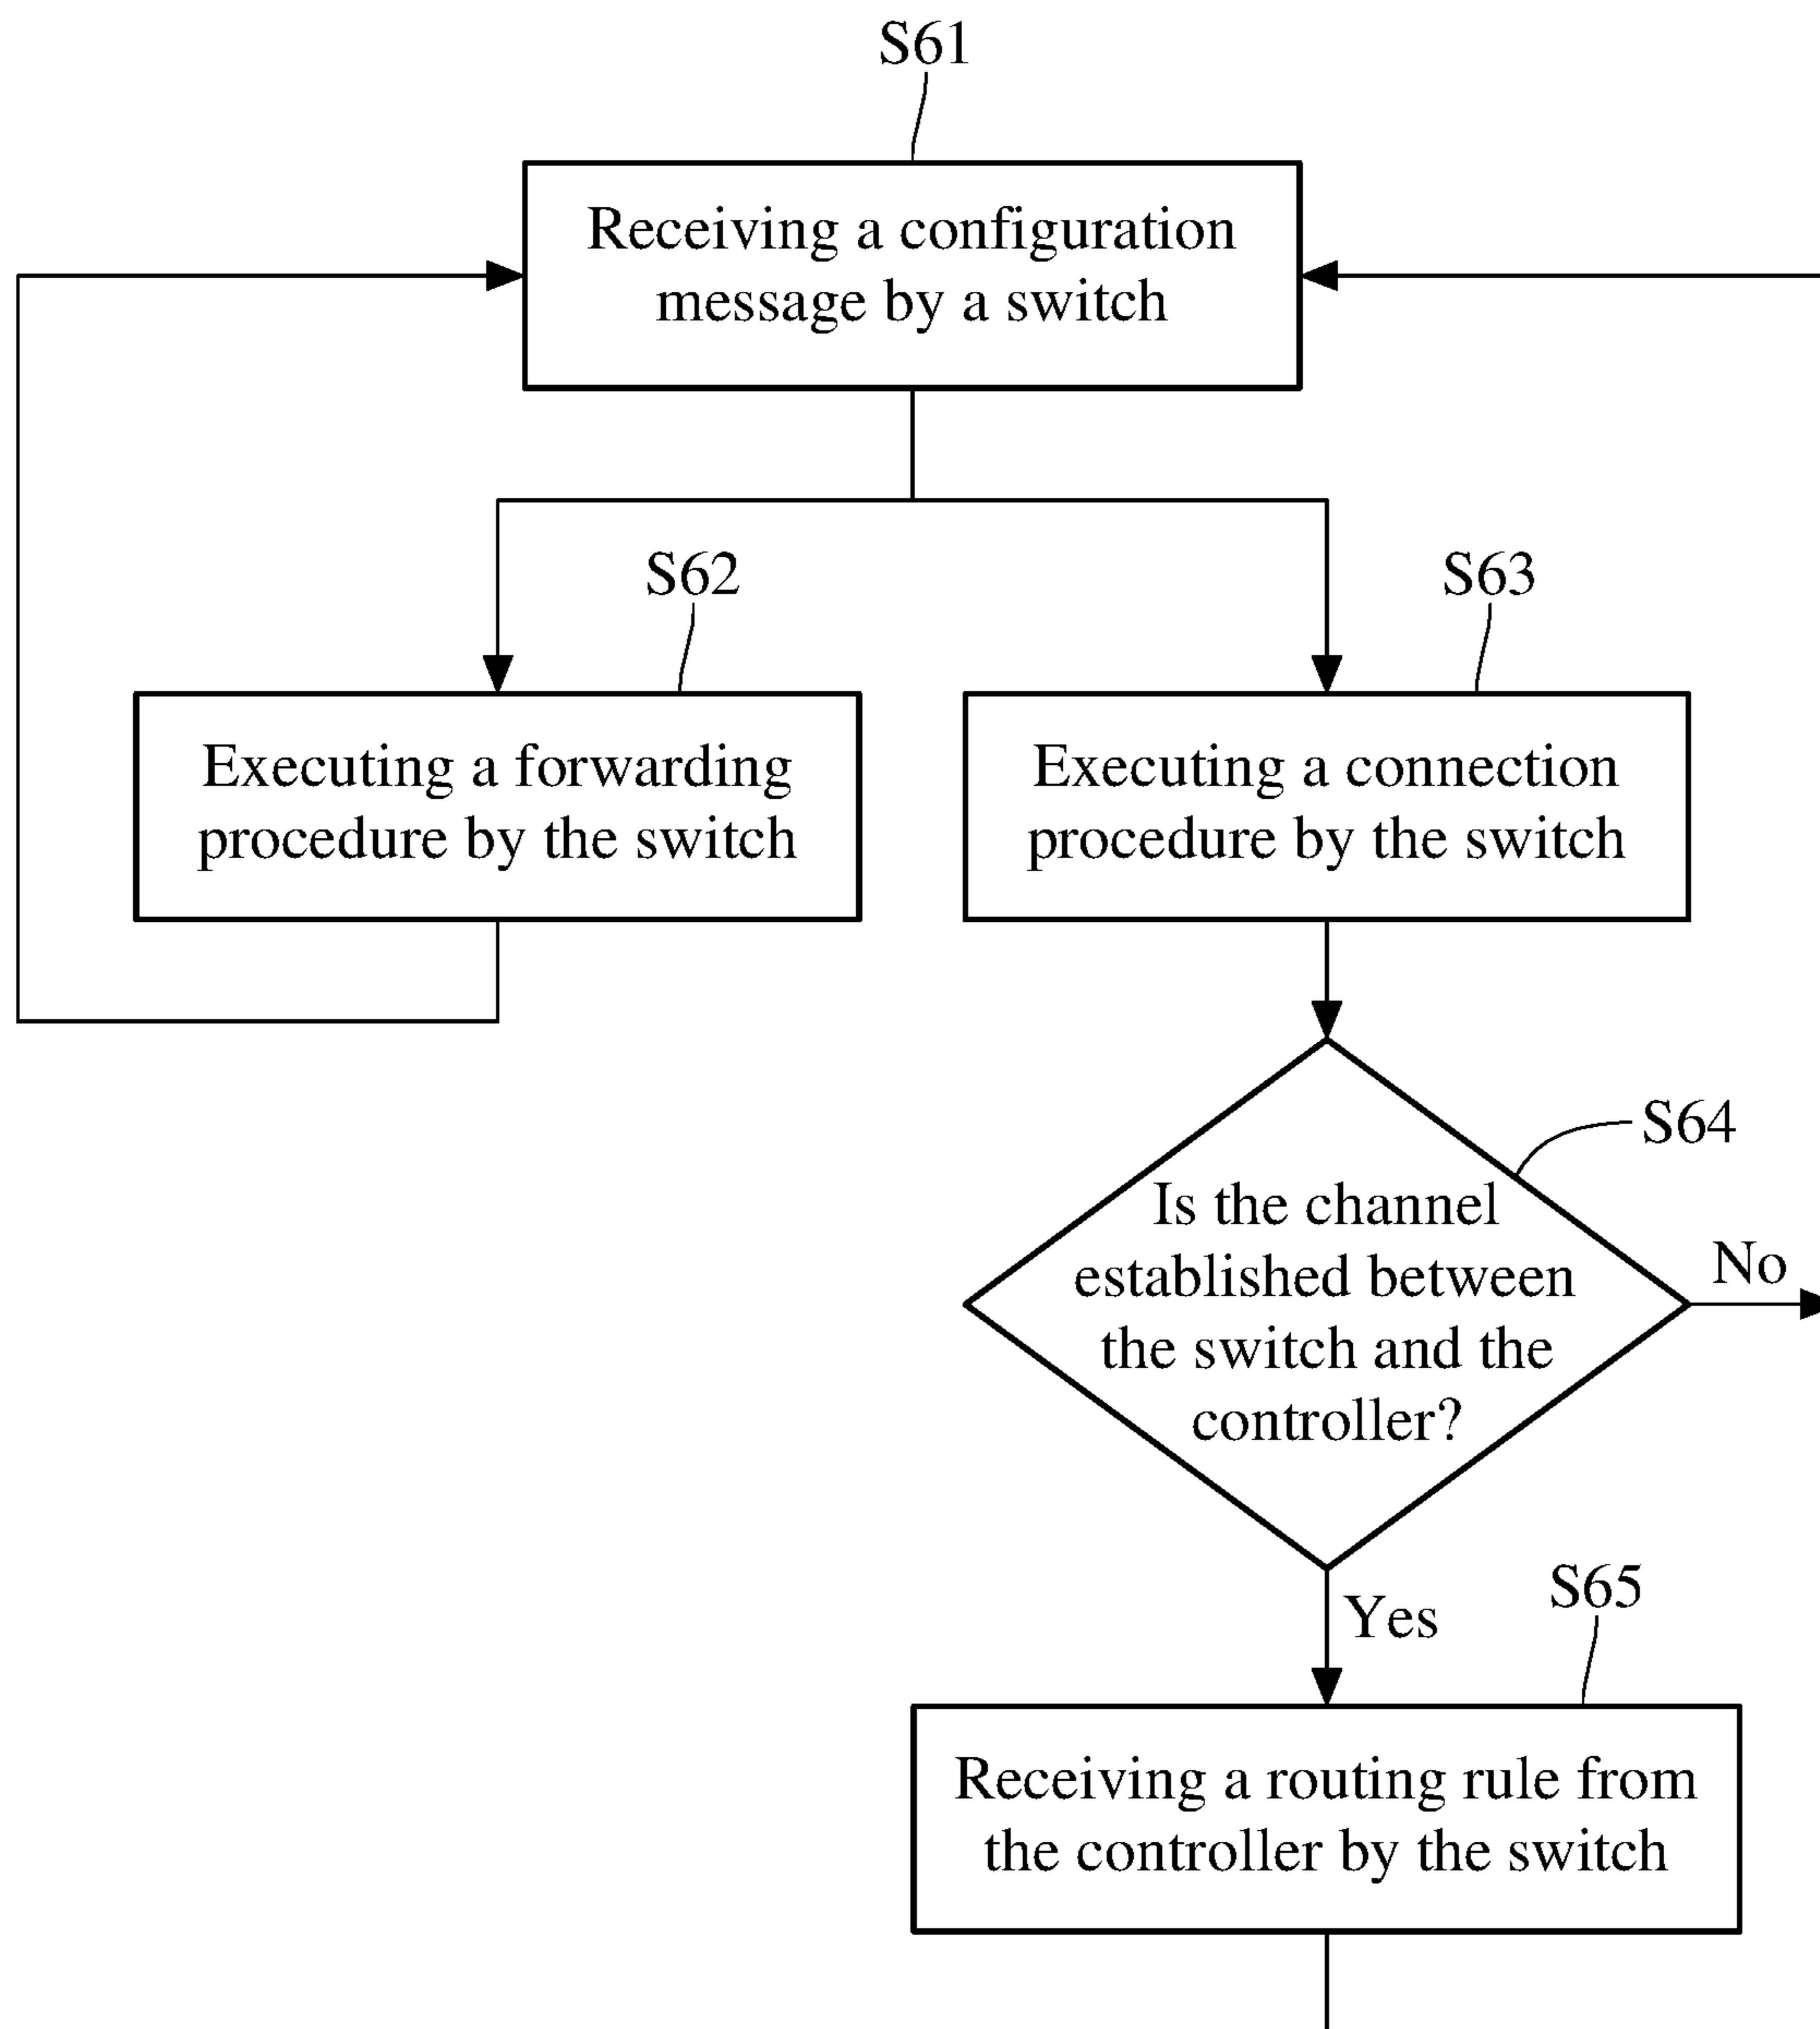 S61
Receiving a configuration
message by a switch
S62
S63
Executing a forwarding
procedure by the switch
Executing a connection
procedure by the switch
S64
Is the channel
established between
the switch and the
controller?
No
Yes
S65
Receiving a routing rule from
the controller by the switch